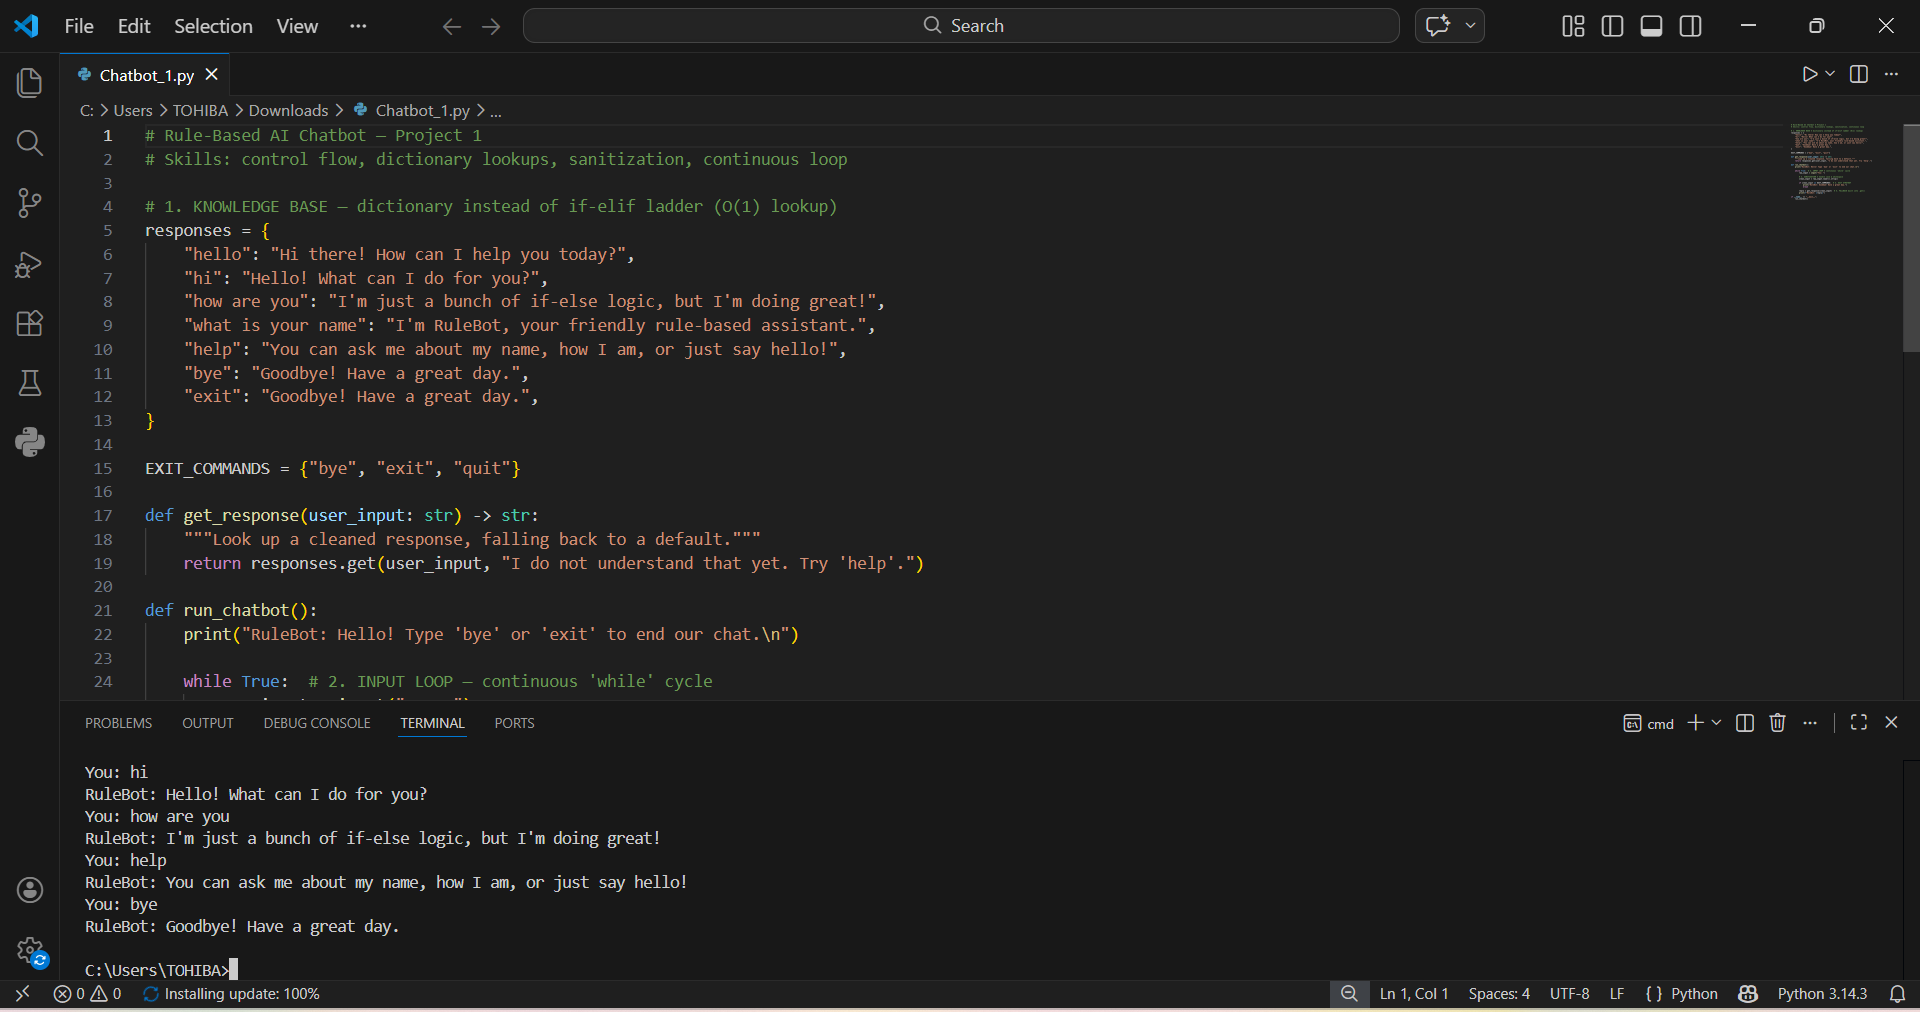 File Edit Selection View ··· Search
Chatbot_1.py
C: > Users > TOHIBA > Downloads > Chatbot_1.py > ...
1 # Rule-Based AI Chatbot — Project 1
2 # Skills: control flow, dictionary lookups, sanitization, continuous loop
3
4 # 1. KNOWLEDGE BASE — dictionary instead of if-elif ladder (O(1) lookup)
5 responses = {
6     "hello": "Hi there! How can I help you today?",
7     "hi": "Hello! What can I do for you?",
8     "how are you": "I'm just a bunch of if-else logic, but I'm doing great!",
9     "what is your name": "I'm RuleBot, your friendly rule-based assistant.",
10     "help": "You can ask me about my name, how I am, or just say hello!",
11     "bye": "Goodbye! Have a great day.",
12     "exit": "Goodbye! Have a great day.",
13 }
14
15 EXIT_COMMANDS = {"bye", "exit", "quit"}
16
17 def get_response(user_input: str) -> str:
18     """Look up a cleaned response, falling back to a default."""
19     return responses.get(user_input, "I do not understand that yet. Try 'help'.")
20
21 def run_chatbot():
22     print("RuleBot: Hello! Type 'bye' or 'exit' to end our chat.\n")
23
24     while True:  # 2. INPUT LOOP — continuous 'while' cycle
PROBLEMS OUTPUT DEBUG CONSOLE TERMINAL PORTS cmd
You: hi
RuleBot: Hello! What can I do for you?
You: how are you
RuleBot: I'm just a bunch of if-else logic, but I'm doing great!
You: help
RuleBot: You can ask me about my name, how I am, or just say hello!
You: bye
RuleBot: Goodbye! Have a great day.
C:\Users\TOHIBA>
0 0 Installing update: 100% Ln 1, Col 1 Spaces: 4 UTF-8 LF { } Python Python 3.14.3